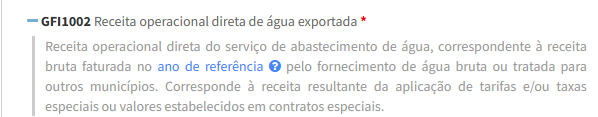 GFI1002 Receita operacional direta de água exportada *
Receita operacional direta do serviço de abastecimento de água, correspondente à receita
bruta faturada no ano de referência ? pelo fornecimento de água bruta ou tratada para
outros municípios. Corresponde à receita resultante da aplicação de tarifas e/ou taxas
especiais ou valores estabelecidos em contratos especiais.